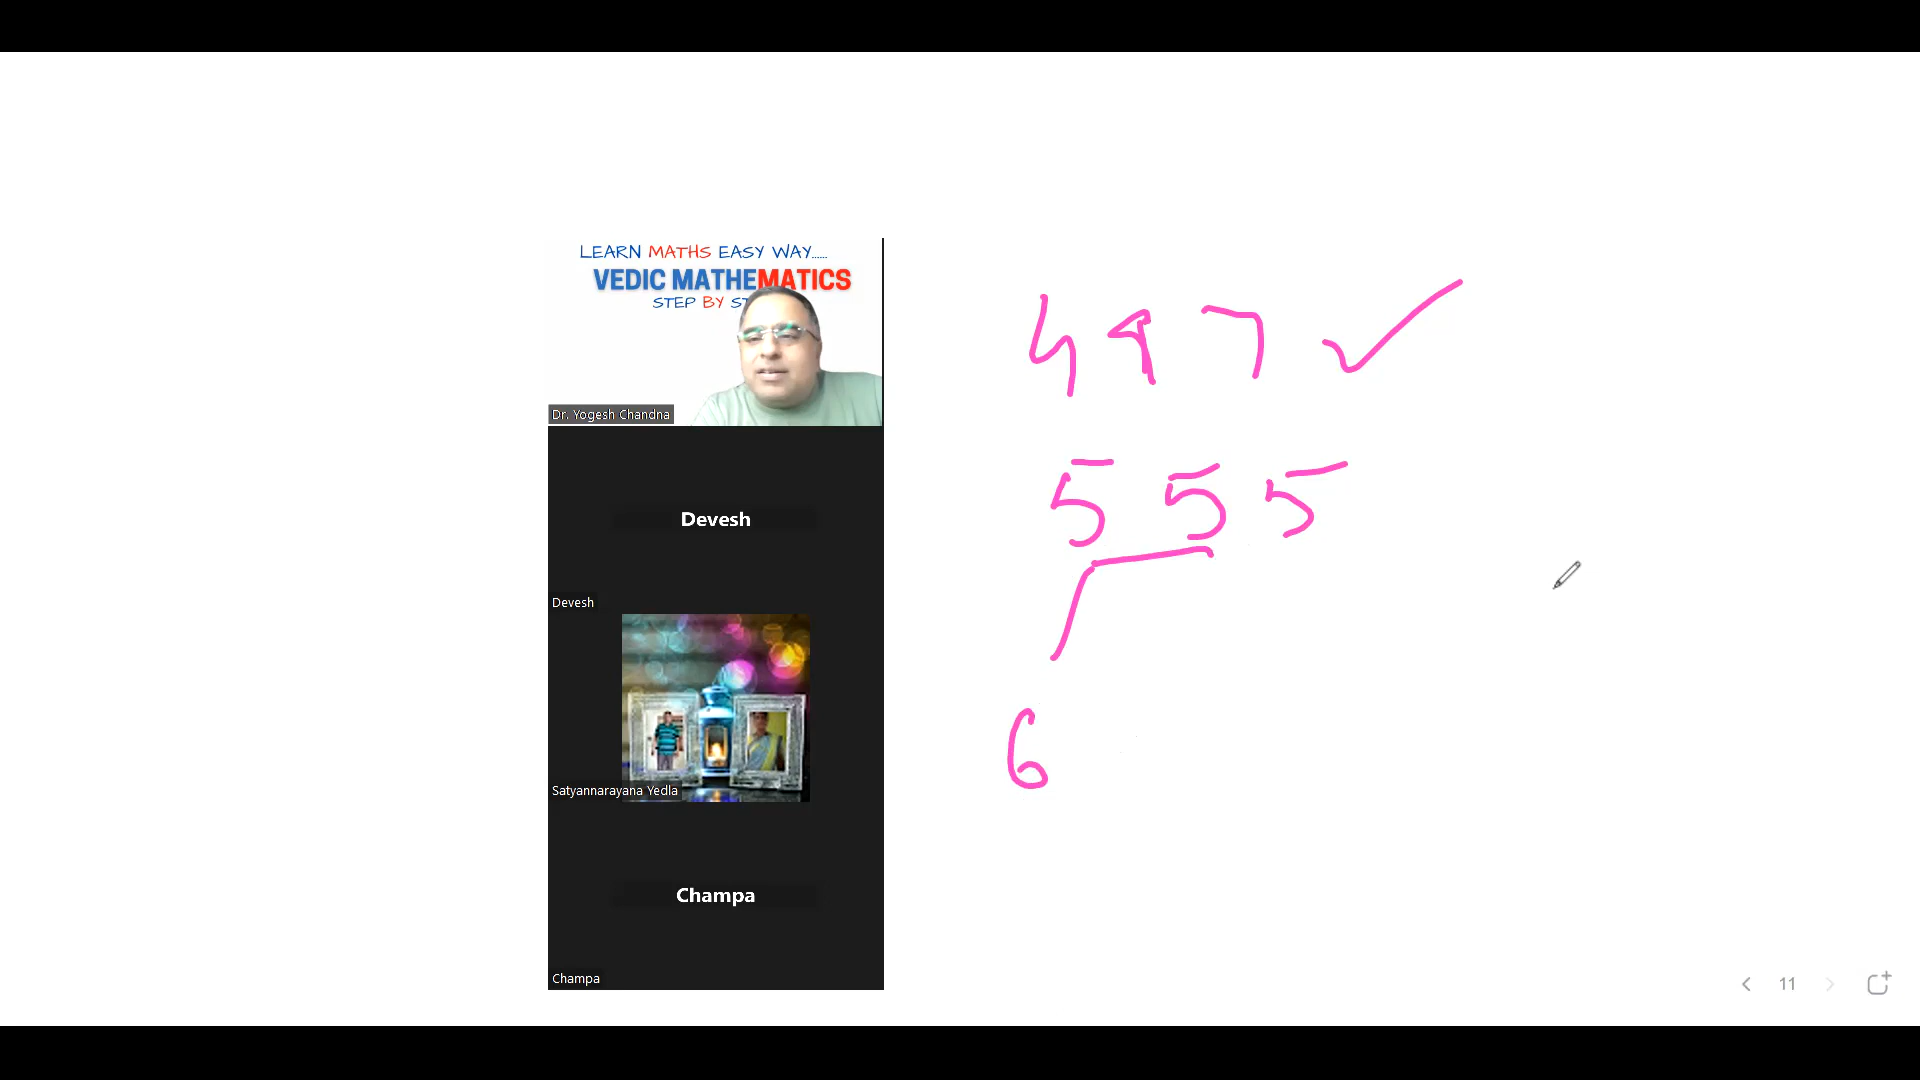 LEARN MATHS EASY WAY......
VEDIC MATHEMATICS
STEP BY
Dr. Yogesh Chandna
Devesh
Devesh
Satyannarayana Yedla
Champa
Champa
497
555
6
11